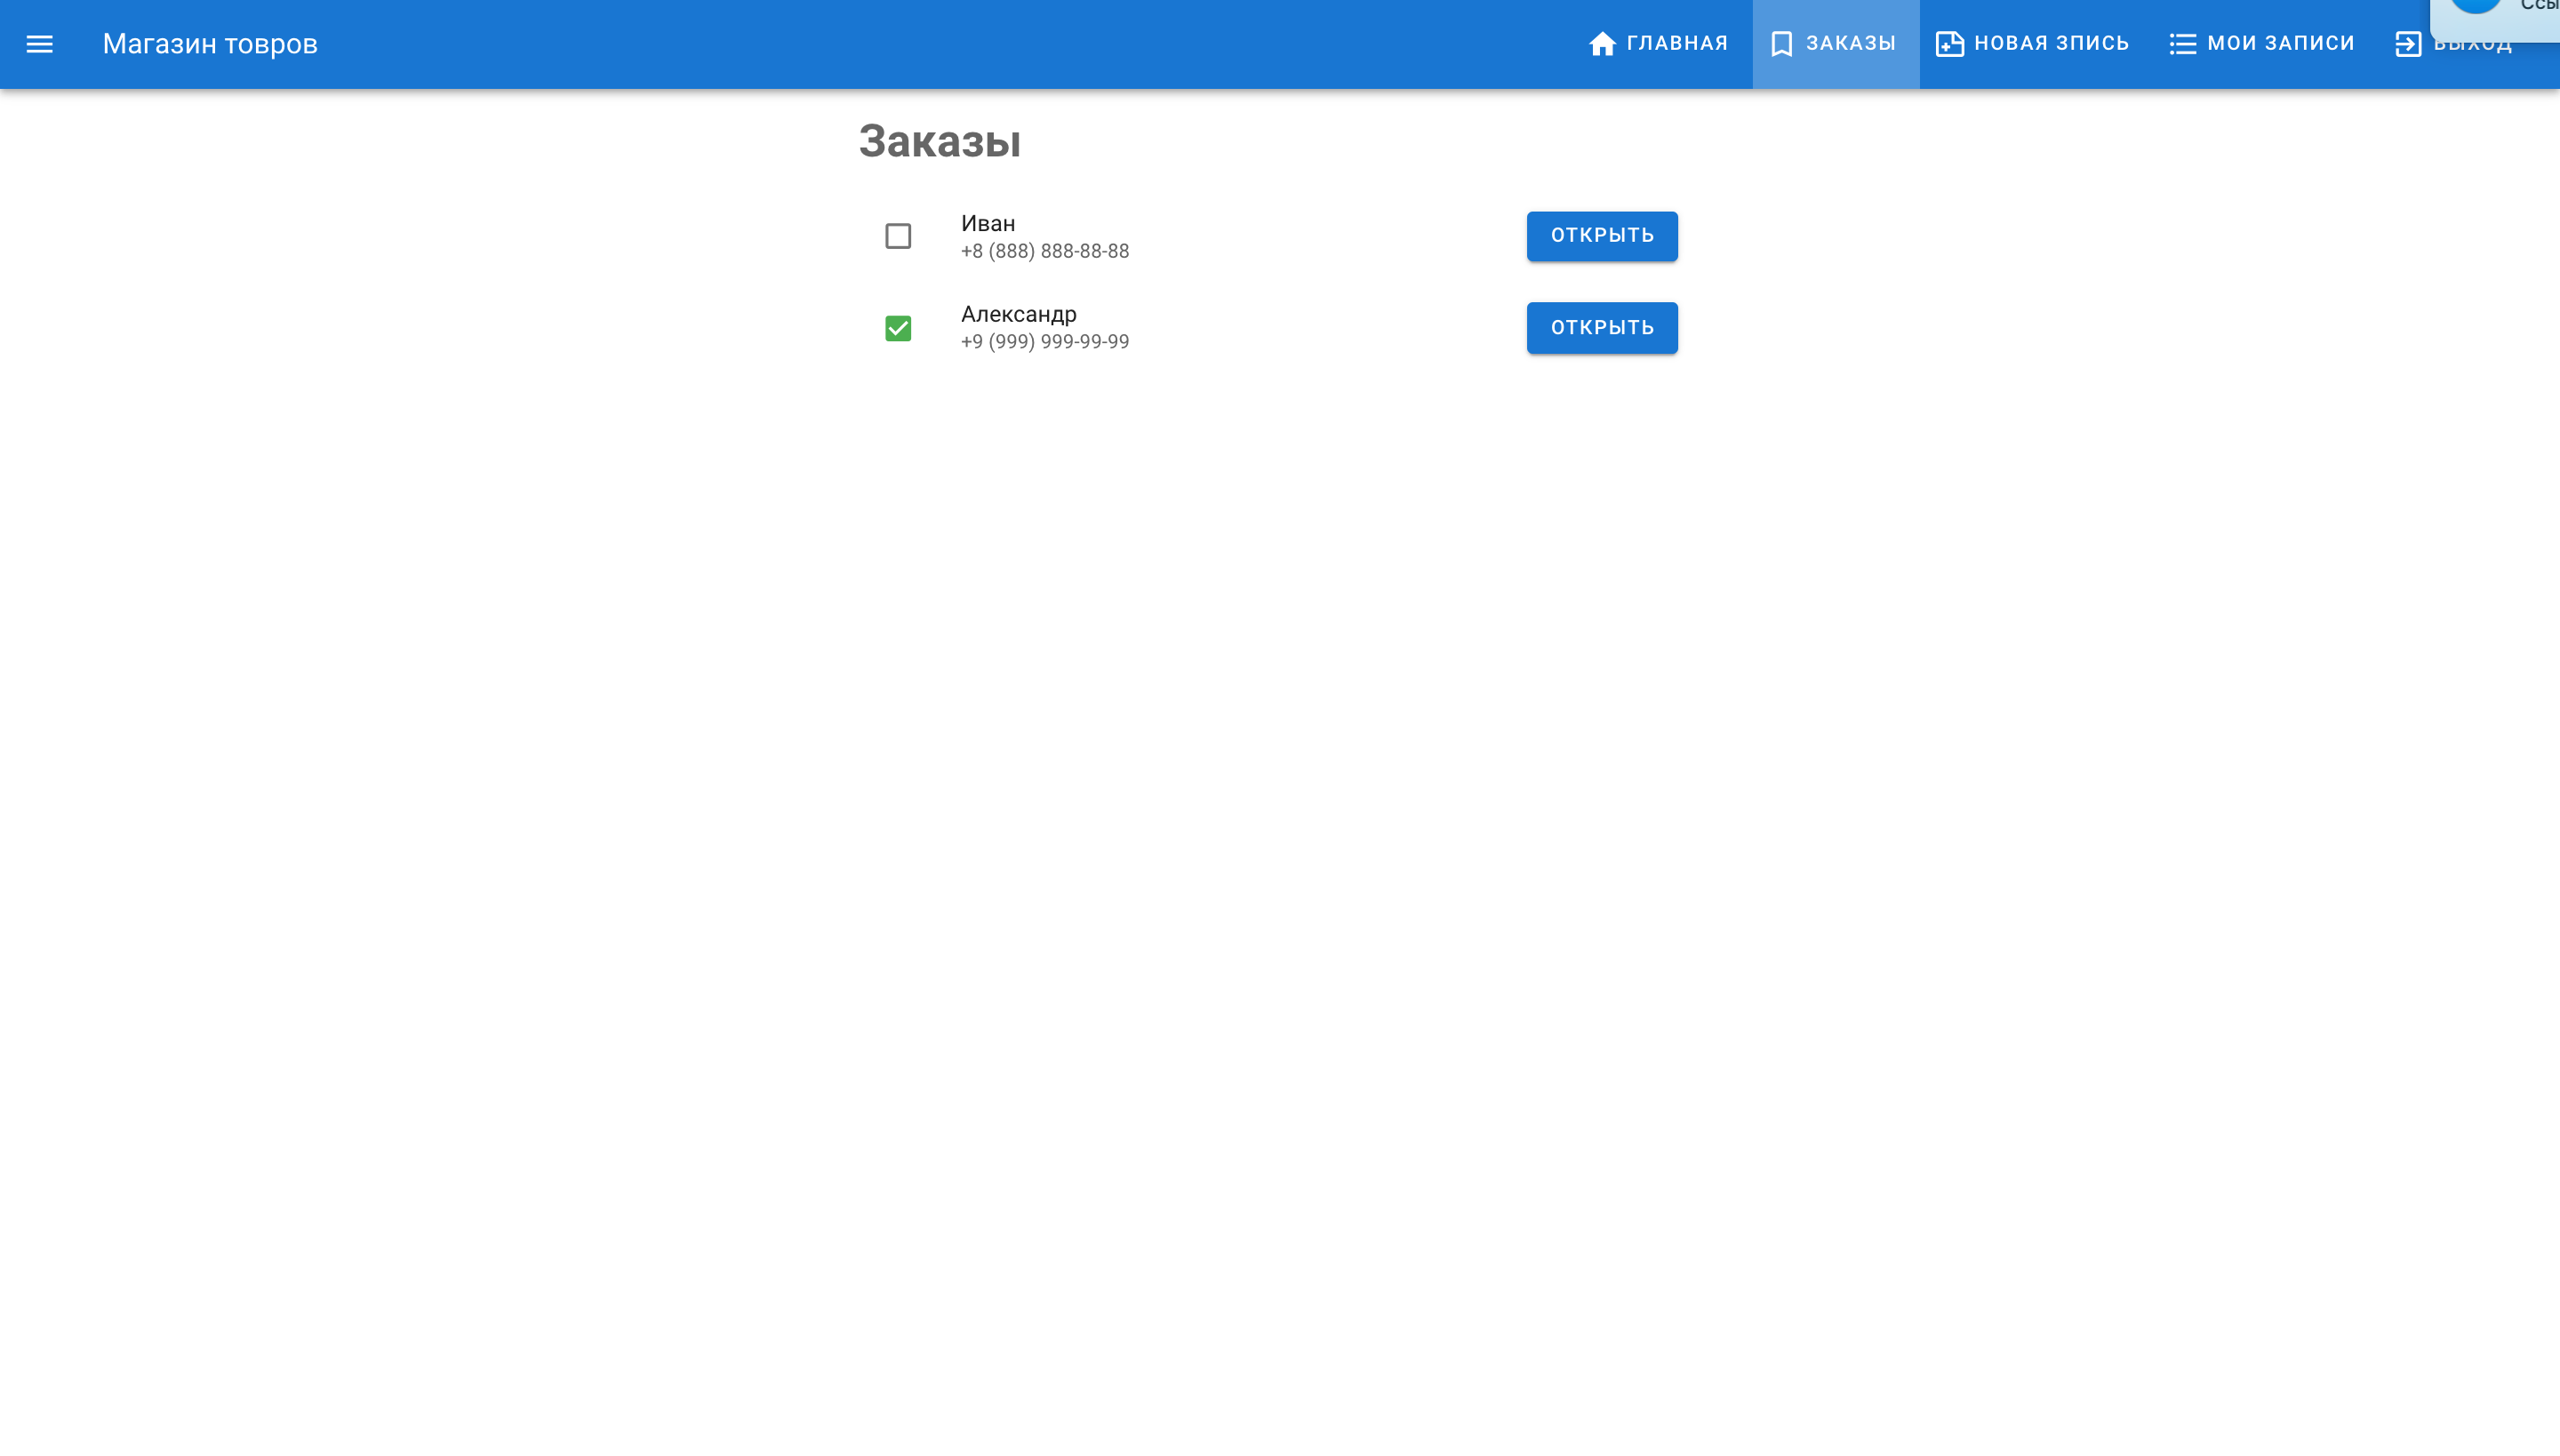 Магазин товров
ГЛАВНАЯ
ЗАКАЗЫ
НОВАЯ ЗПИСЬ
МОИ ЗАПИСИ
ВЫХОД
Заказы
Иван
+8 (888) 888-88-88
ОТКРЫТЬ
Александр
+9 (999) 999-99-99
ОТКРЫТЬ